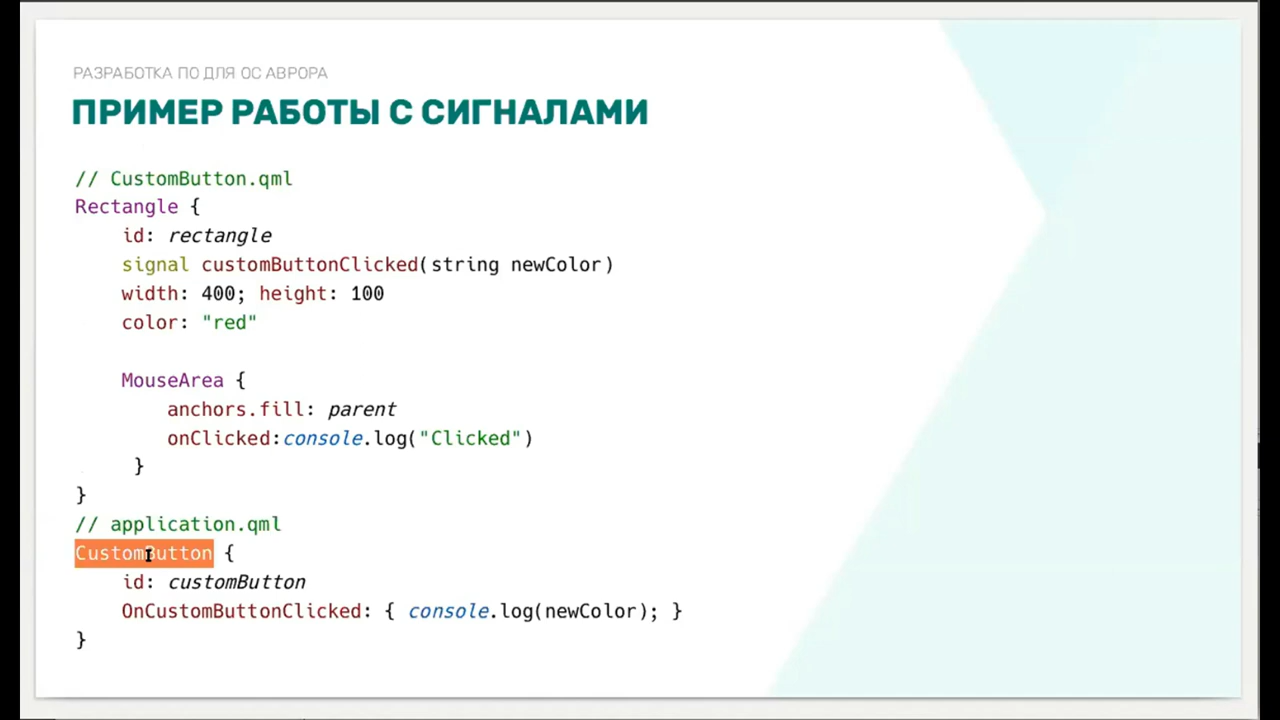 РАЗРАБОТКА ПО ДЛЯ ОС АВРОРА
ПРИМЕР РАБОТЫ С СИГНАЛАМИ
// CustomButton.qml
Rectangle {
id: rectangle
signal customButtonClicked(string newColor)
width: 400; height: 100
color: "red"
MouseArea {
anchors.fill: parent
onClicked:console.log("Clicked")
}
}
// application.qml
CustomButton {
id: customButton
OnCustomButtonClicked: { console.log(newColor); }
}